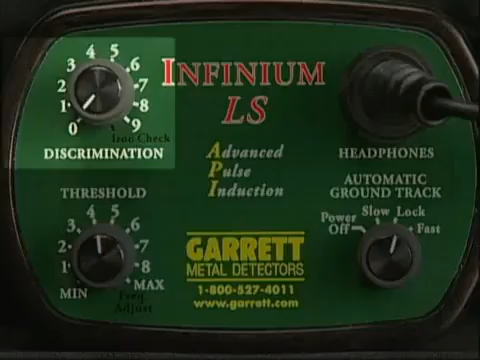 0 1 2 3 4 5 6 7 8 9
Iron Check
DISCRIMINATION
INFINIUM
LS
Advanced
Pulse
Induction
HEADPHONES
AUTOMATIC
GROUND TRACK
Power
Off
Slow
Lock
Fast
THRESHOLD
MIN 1 2 3 4 5 6 7 8 MAX
Freq.
Adjust
GARRETT
METAL DETECTORS
1-800-527-4011
www.garrett.com